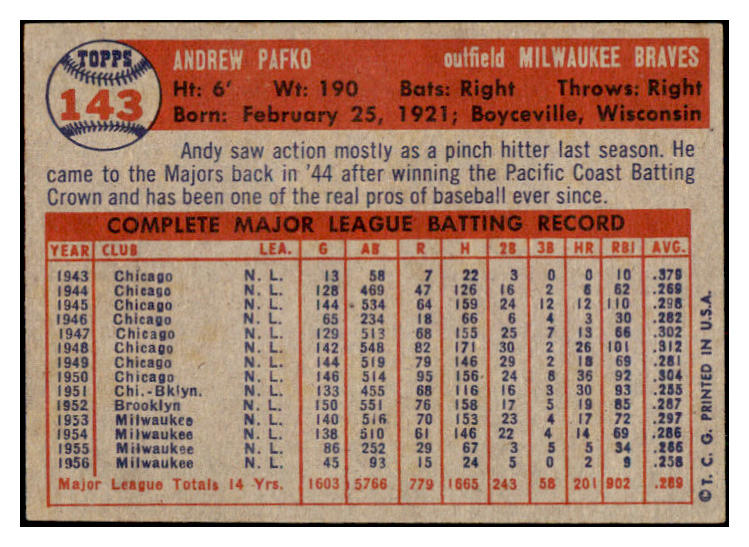 TOPPS
143
ANDREW PAFKO outfield MILWAUKEE BRAVES
Ht: 6' Wt: 190 Bats: Right Throws: Right
Born: February 25, 1921; Boyceville, Wisconsin
Andy saw action mostly as a pinch hitter last season. He
came to the Majors back in '44 after winning the Pacific Coast Batting
Crown and has been one of the real pros of baseball ever since.
COMPLETE MAJOR LEAGUE BATTING RECORD
YEAR CLUB LEA. G AB R H 2B 3B HR RBI AVG.
1943 Chicago N. L. 13 58 7 22 3 0 0 10 .379
1944 Chicago N. L. 128 469 47 126 16 2 6 62 .269
1945 Chicago N. L. 144 534 64 159 24 12 12 110 .298
1946 Chicago N. L. 65 234 18 66 6 4 3 30 .282
1947 Chicago N. L. 129 513 68 155 25 7 13 66 .302
1948 Chicago N. L. 142 548 82 171 30 2 26 101 .312
1949 Chicago N. L. 144 519 79 146 29 2 18 69 .281
1950 Chicago N. L. 146 514 95 156 24 8 36 92 .304
1951 Chi.-Bklyn. N. L. 133 455 68 116 16 3 30 93 .255
1952 Brooklyn N. L. 150 551 76 158 17 5 19 85 .287
1953 Milwaukee N. L. 140 516 70 153 23 4 17 72 .297
1954 Milwaukee N. L. 138 510 61 146 22 4 14 69 .286
1955 Milwaukee N. L. 86 252 29 67 3 5 5 34 .266
1956 Milwaukee N. L. 45 93 15 24 5 0 2 9 .258
Major League Totals 14 Yrs. 1603 5766 779 1665 243 58 201 902 .289
© T. C. G. PRINTED IN U.S.A.